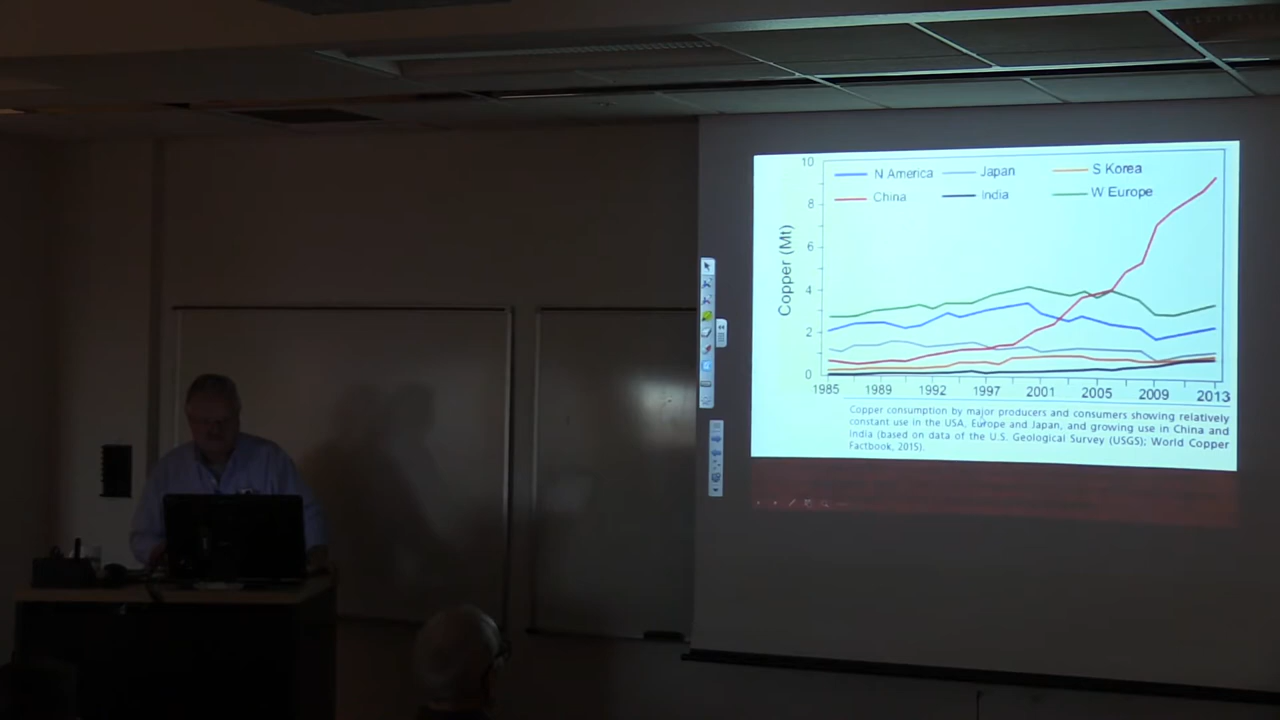 10
N America
Japan
S Korea
China
India
W Europe
8
6
4
2
0
Copper (Mt)
1985 1989 1992 1997 2001 2005 2009 2013
Copper consumption by major producers and consumers showing relatively
constant use in the USA, Europe and Japan, and growing use in China and
India (based on data of the U.S. Geological Survey (USGS); World Copper
Factbook, 2015).